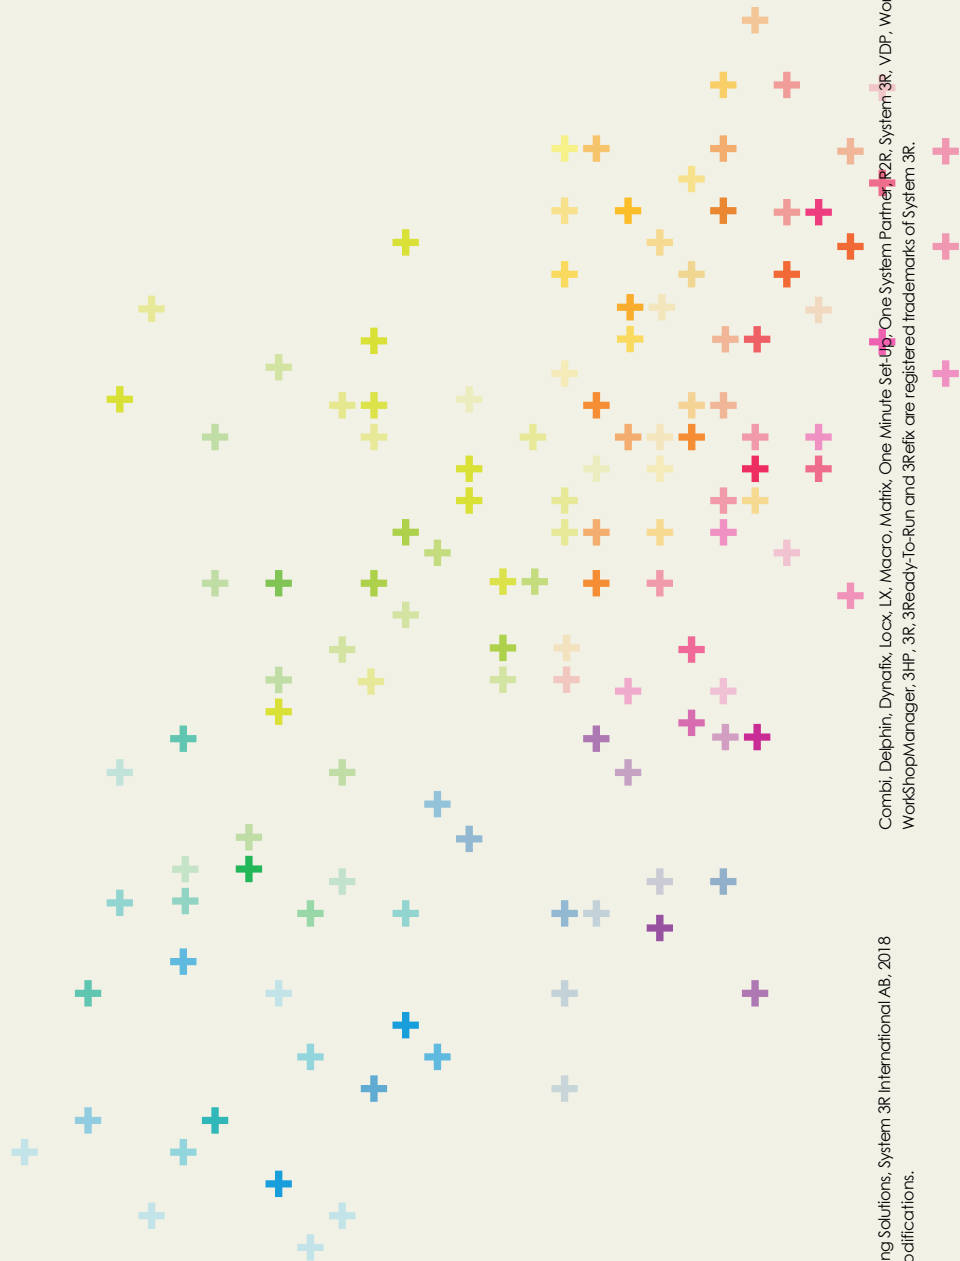 ng Solutions, System 3R International AB, 2018
odifications.
Combi, Delphin, Dynafix, Locx, LX, Macro, Matrix, One Minute Set-Up, One System Partner, R2R, System 3R, VDP, Wor
WorkShopManager, 3HP, 3R, 3Ready-To-Run and 3Refix are registered trademarks of System 3R.